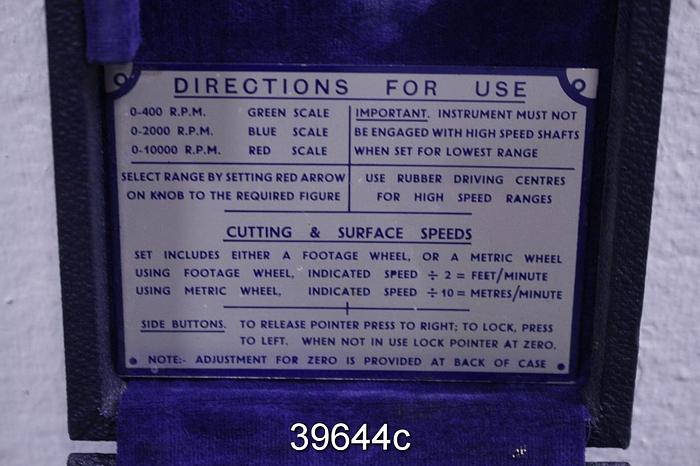 DIRECTIONS FOR USE
0-400 R.P.M. GREEN SCALE
0-2000 R.P.M. BLUE SCALE
0-10000 R.P.M. RED SCALE
IMPORTANT. INSTRUMENT MUST NOT
BE ENGAGED WITH HIGH SPEED SHAFTS
WHEN SET FOR LOWEST RANGE
SELECT RANGE BY SETTING RED ARROW
ON KNOB TO THE REQUIRED FIGURE
USE RUBBER DRIVING CENTRES
FOR HIGH SPEED RANGES
CUTTING & SURFACE SPEEDS
SET INCLUDES EITHER A FOOTAGE WHEEL, OR A METRIC WHEEL
USING FOOTAGE WHEEL, INDICATED SPEED ÷ 2 = FEET/MINUTE
USING METRIC WHEEL, INDICATED SPEED ÷ 10 = METRES/MINUTE
SIDE BUTTONS. TO RELEASE POINTER PRESS TO RIGHT; TO LOCK, PRESS
TO LEFT. WHEN NOT IN USE LOCK POINTER AT ZERO.
NOTE:- ADJUSTMENT FOR ZERO IS PROVIDED AT BACK OF CASE
39644c